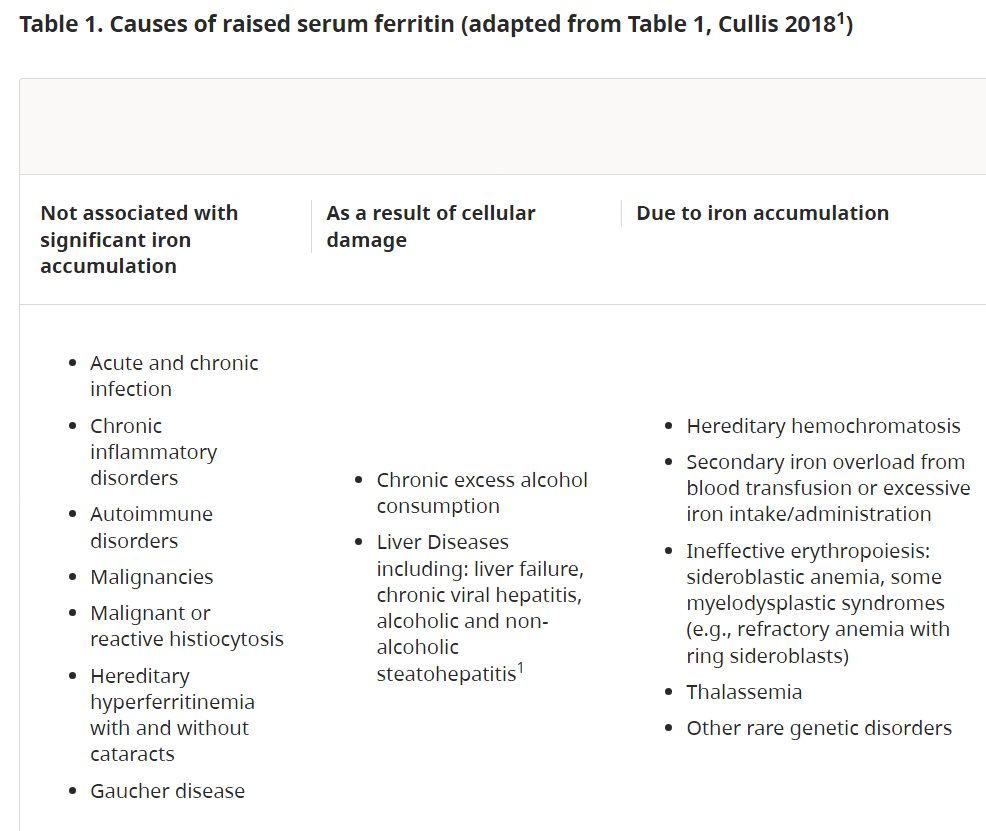 Table 1. Causes of raised serum ferritin (adapted from Table 1, Cullis 2018¹)
Not associated with
significant iron
accumulation
As a result of cellular
damage
Due to iron accumulation
• Acute and chronic
infection
• Chronic
inflammatory
disorders
• Autoimmune
disorders
• Malignancies
• Malignant or
reactive histiocytosis
• Hereditary
hyperferritinemia
with and without
cataracts
• Gaucher disease
• Chronic excess alcohol
consumption
• Liver Diseases
including: liver failure,
chronic viral hepatitis,
alcoholic and non-
alcoholic
steatohepatitis¹
• Hereditary hemochromatosis
• Secondary iron overload from
blood transfusion or excessive
iron intake/administration
• Ineffective erythropoiesis:
sideroblastic anemia, some
myelodysplastic syndromes
(e.g., refractory anemia with
ring sideroblasts)
• Thalassemia
• Other rare genetic disorders